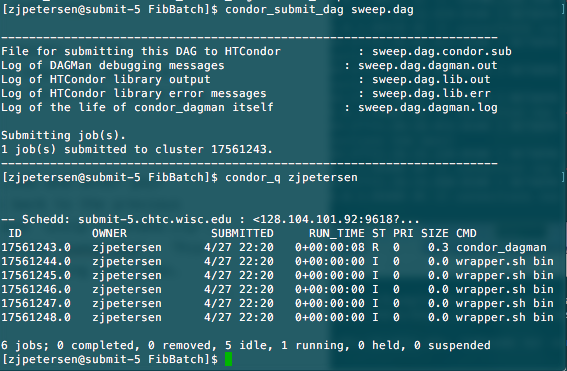 [zjpetersen@submit-5 FibBatch]$ condor_submit_dag sweep.dag
-----------------------------------------------------------------------
File for submitting this DAG to HTCondor           : sweep.dag.condor.sub
Log of DAGMan debugging messages                 : sweep.dag.dagman.out
Log of HTCondor library output                     : sweep.dag.lib.out
Log of HTCondor library error messages             : sweep.dag.lib.err
Log of the life of condor_dagman itself          : sweep.dag.dagman.log
Submitting job(s).
1 job(s) submitted to cluster 17561243.
-----------------------------------------------------------------------
[zjpetersen@submit-5 FibBatch]$ condor_q zjpetersen
-- Schedd: submit-5.chtc.wisc.edu : <128.104.101.92:9618?...
 ID         OWNER            SUBMITTED     RUN_TIME ST PRI SIZE CMD
17561243.0   zjpetersen      4/27 22:20   0+00:00:08 R  0    0.3 condor_dagman
17561244.0   zjpetersen      4/27 22:20   0+00:00:00 I  0    0.0 wrapper.sh bin
17561245.0   zjpetersen      4/27 22:20   0+00:00:00 I  0    0.0 wrapper.sh bin
17561246.0   zjpetersen      4/27 22:20   0+00:00:00 I  0    0.0 wrapper.sh bin
17561247.0   zjpetersen      4/27 22:20   0+00:00:00 I  0    0.0 wrapper.sh bin
17561248.0   zjpetersen      4/27 22:20   0+00:00:00 I  0    0.0 wrapper.sh bin
6 jobs; 0 completed, 0 removed, 5 idle, 1 running, 0 held, 0 suspended
[zjpetersen@submit-5 FibBatch]$